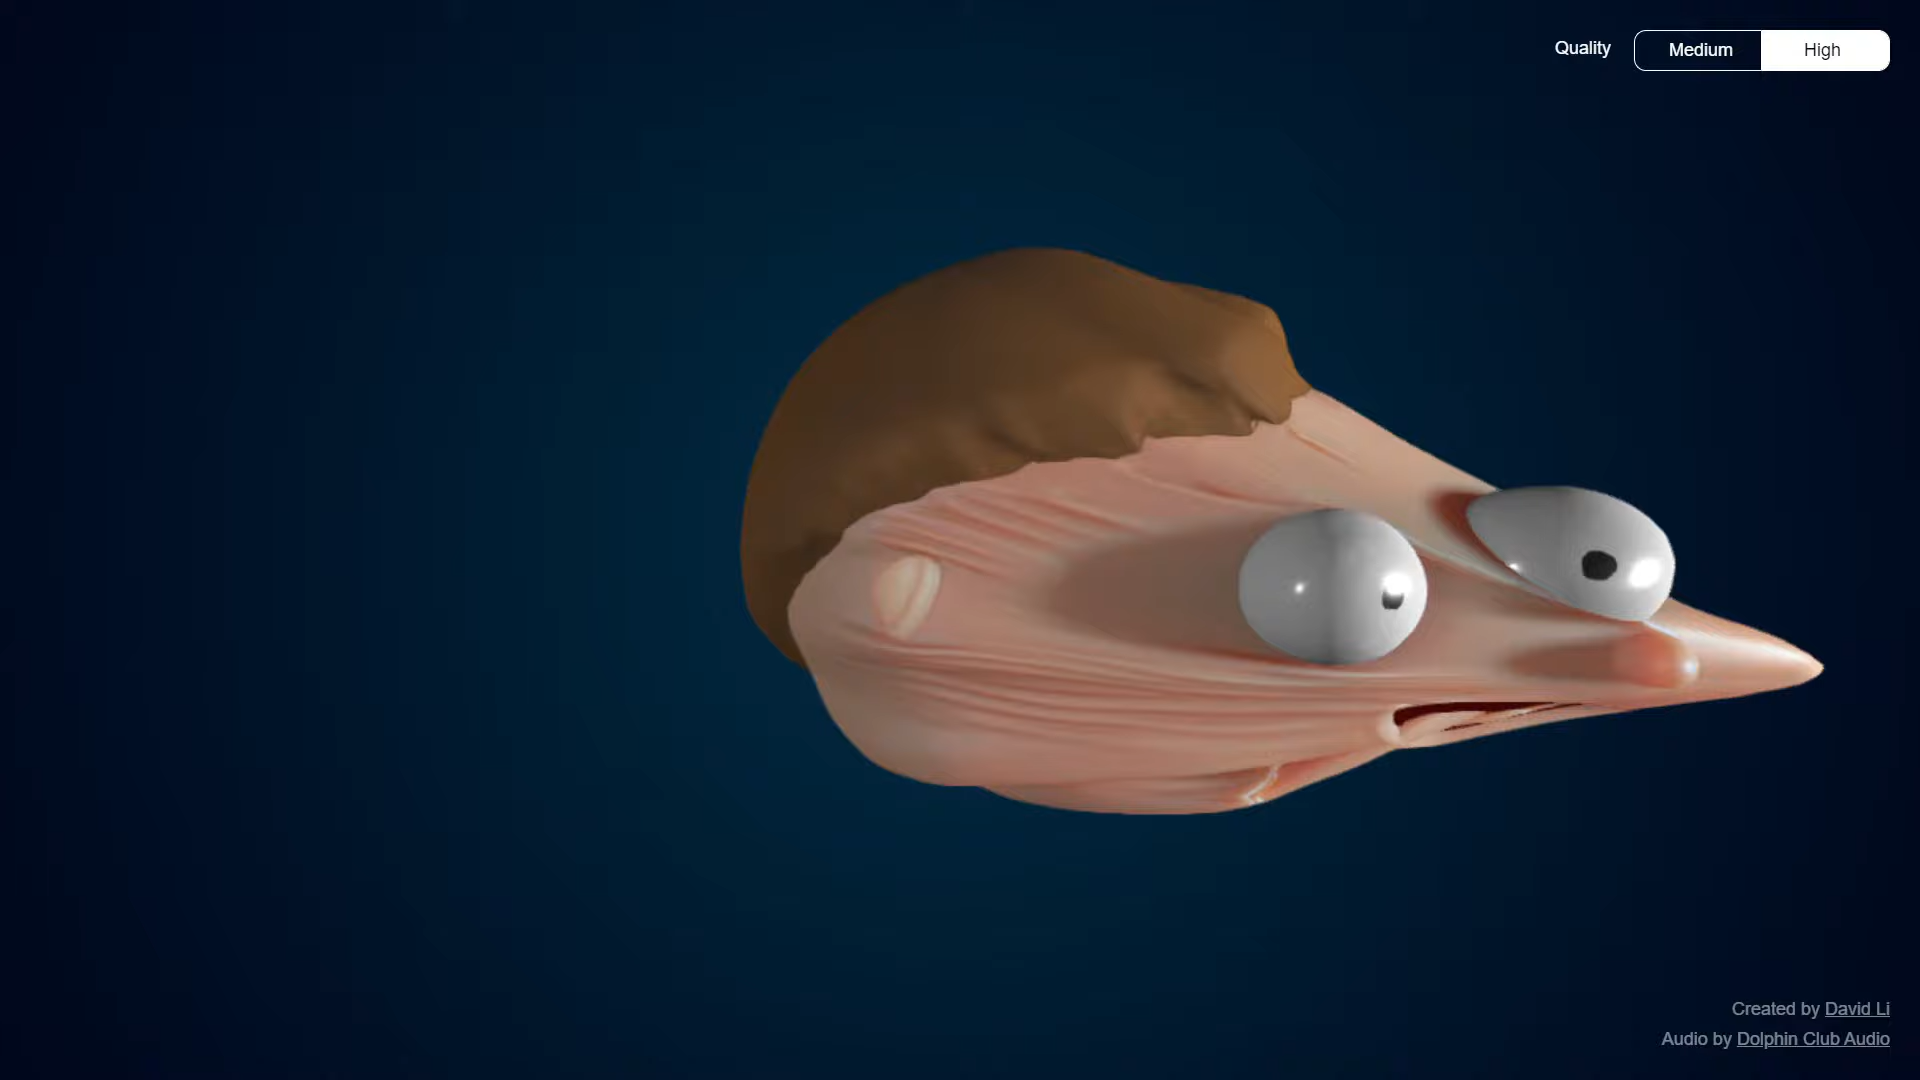 Quality
Medium
High
Created by David Li
Audio by Dolphin Club Audio